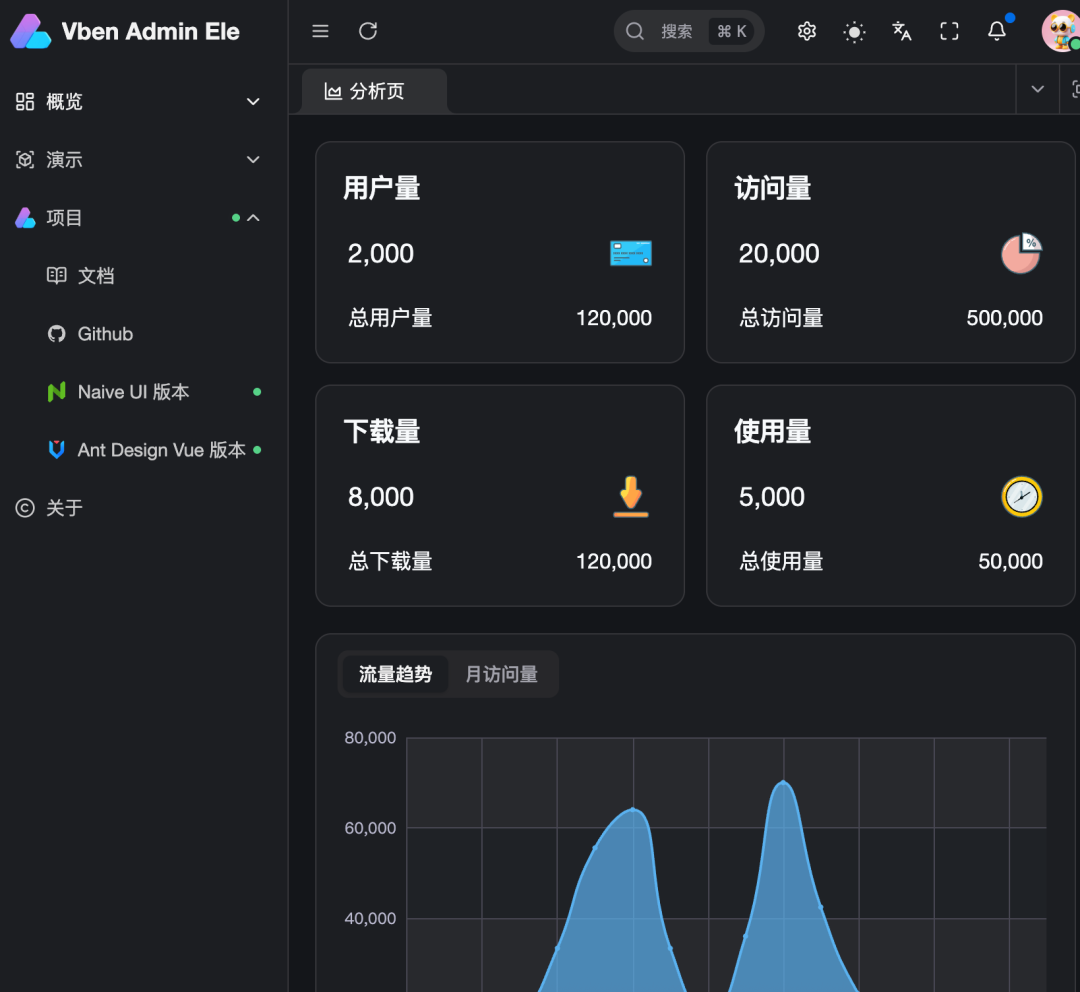 Vben Admin Ele
搜索
⌘ K
概览
分析页
演示
项目
文档
Github
Naive UI 版本
Ant Design Vue 版本
关于
用户量
2,000
总用户量
120,000
访问量
20,000
%
总访问量
500,000
下载量
8,000
总下载量
120,000
使用量
5,000
总使用量
50,000
流量趋势
月访问量
80,000
60,000
40,000